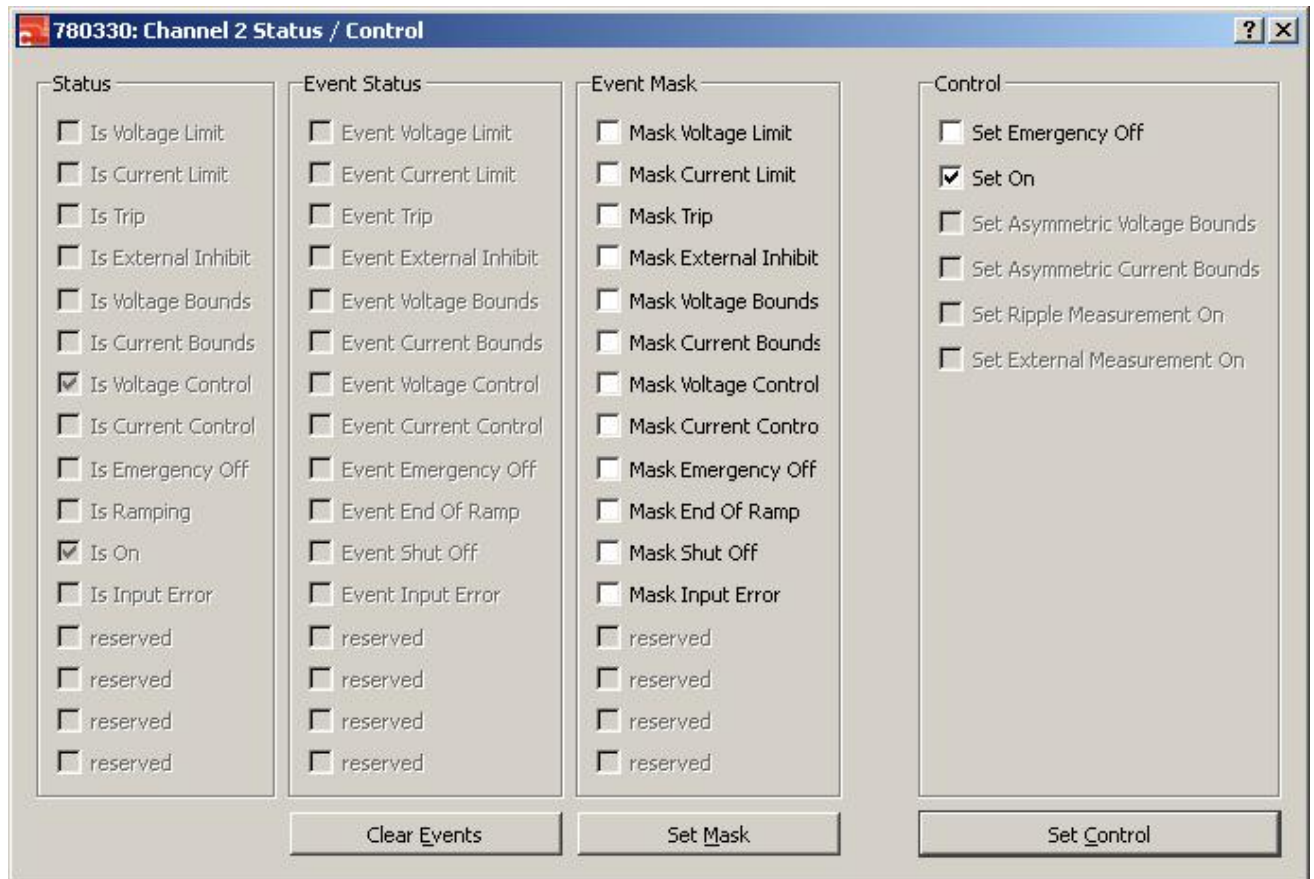 780330: Channel 2 Status / Control
Status
Is Voltage Limit
Is Current Limit
Is Trip
Is External Inhibit
Is Voltage Bounds
Is Current Bounds
Is Voltage Control
Is Current Control
Is Emergency Off
Is Ramping
Is On
Is Input Error
reserved
reserved
reserved
reserved
Event Status
Event Voltage Limit
Event Current Limit
Event Trip
Event External Inhibit
Event Voltage Bounds
Event Current Bounds
Event Voltage Control
Event Current Control
Event Emergency Off
Event End Of Ramp
Event Shut Off
Event Input Error
reserved
reserved
reserved
reserved
Clear Events
Event Mask
Mask Voltage Limit
Mask Current Limit
Mask Trip
Mask External Inhibit
Mask Voltage Bounds
Mask Current Bounds
Mask Voltage Control
Mask Current Contro
Mask Emergency Off
Mask End Of Ramp
Mask Shut Off
Mask Input Error
reserved
reserved
reserved
reserved
Set Mask
Control
Set Emergency Off
Set On
Set Asymmetric Voltage Bounds
Set Asymmetric Current Bounds
Set Ripple Measurement On
Set External Measurement On
Set Control